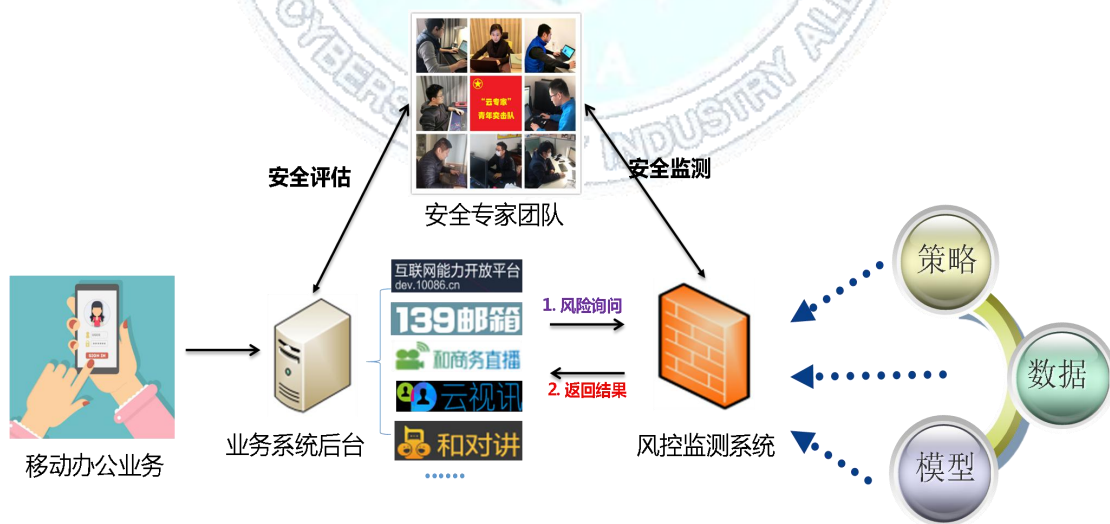 CYBERS
INDUSTRY ALL
“云专家”
青年突击队
安全评估
安全监测
安全专家团队
互联网能力开放平台
dev.10086.cn
139邮箱
和商务直播
云视讯
和对讲
······
1. 风险询问
2. 返回结果
移动办公业务
业务系统后台
风控监测系统
策略
数据
模型